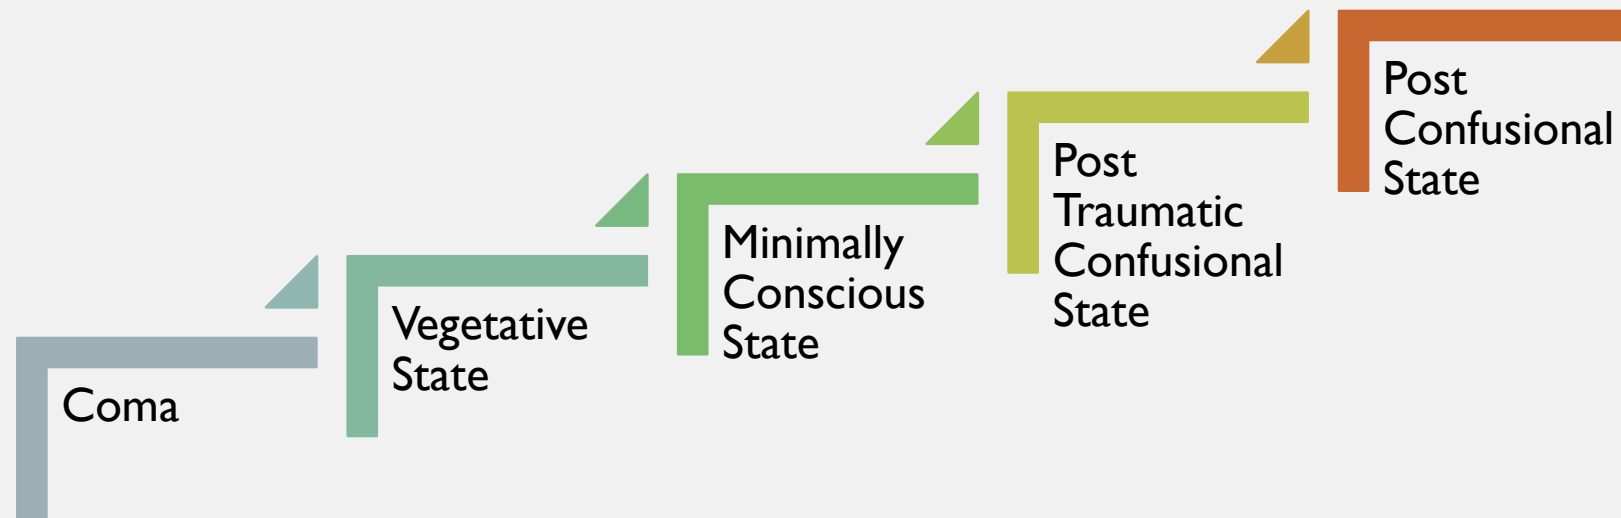 Coma
Vegetative
State
Minimally
Conscious
State
Post
Traumatic
Confusional
State
Post
Confusional
State